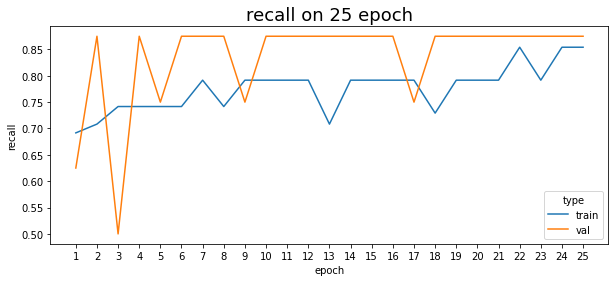 recall on 25 epoch
recall
0.85
0.80
0.75
0.70
0.65
0.60
0.55
0.50
1 2 3 4 5 6 7 8 9 10 11 12 13 14 15 16 17 18 19 20 21 22 23 24 25
epoch
type
train
val